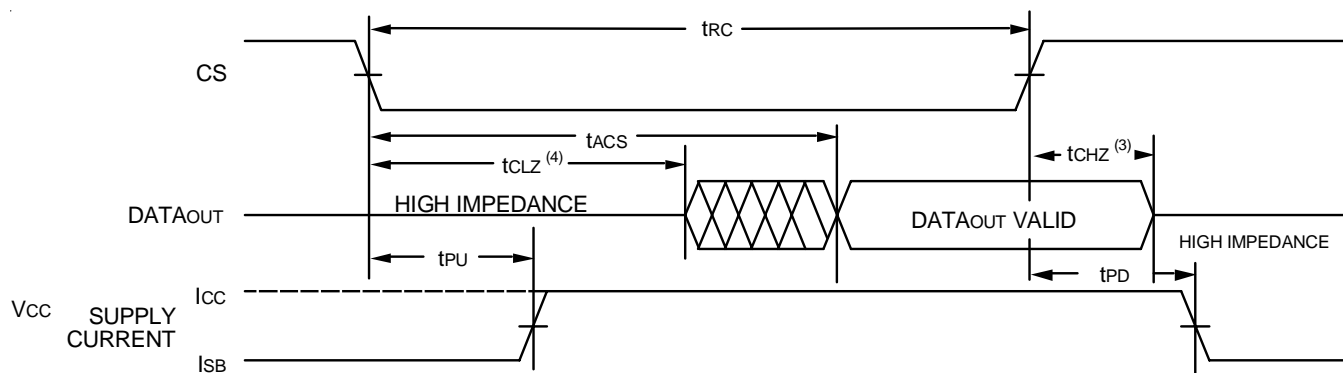 tRC
CS
tACS
tCLZ (4)
tCHZ (3)
DATAOUT
HIGH IMPEDANCE
DATAOUT VALID
HIGH IMPEDANCE
tPU
tPD
ICC
VCC SUPPLY
CURRENT
ISB